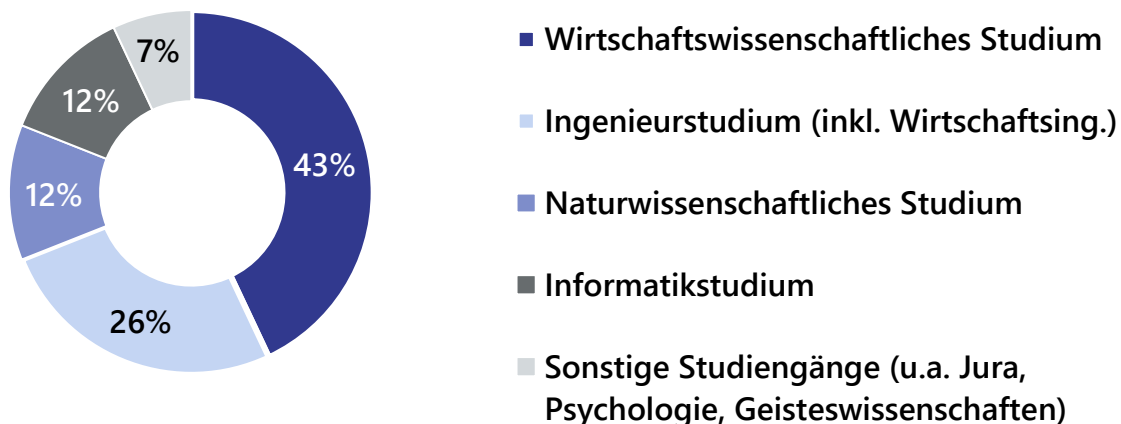 7%
12%
43%
12%
26%
Wirtschaftswissenschaftliches Studium
Ingenieurstudium (inkl. Wirtschaftsing.)
Naturwissenschaftliches Studium
Informatikstudium
Sonstige Studiengänge (u.a. Jura,
Psychologie, Geisteswissenschaften)